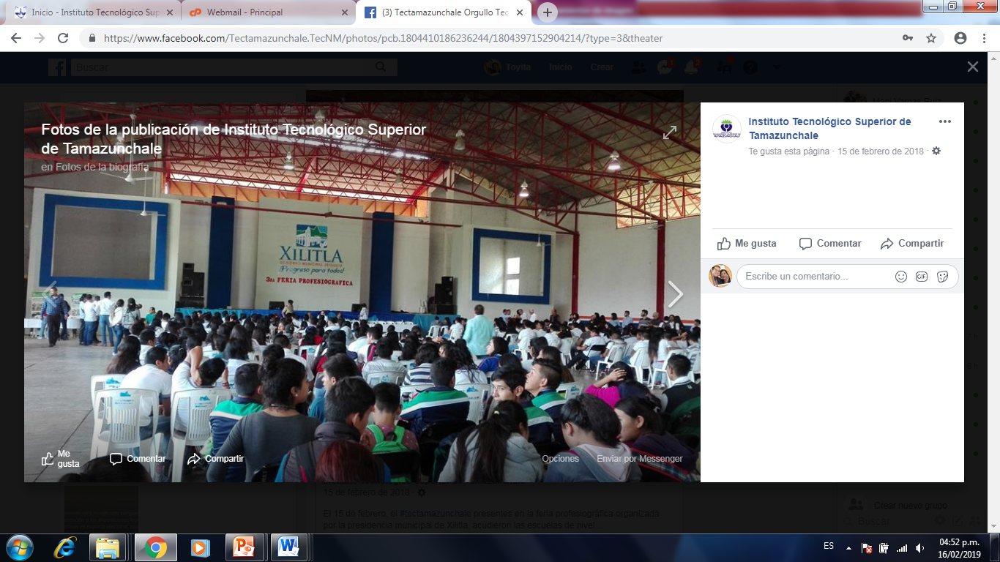 Inicio - Instituto Tecnológico Sup
Webmail - Principal
(3) Tectamazunchale Orgullo Tec
https://www.facebook.com/Tectamazunchale.TecNM/photos/pcb.1804410186236244/1804397152904214/?type=3&theater
Buscar
Toyita
Inicio
Crear
Fotos de la publicación de Instituto Tecnológico Superior
de Tamazunchale
en Fotos de la biografía
XILITLA
¡Progreso para todos!
3RA FERIA PROFESIOGRAFICA
Me
gusta
Comentar
Compartir
Opciones
Enviar por Messenger
Instituto Tecnológico Superior de
Tamazunchale
Te gusta esta página · 15 de febrero de 2018 ·
Me gusta
Comentar
Compartir
Escribe un comentario...
GIF
15 de febrero de 2018
El 15 de febrero, el #tectamazunchale presentes en la feria profesiográfica organizada
por la presidencia municipal de Xilitla, acudieron las escuelas de nivel ...
Crear nuevo grupo
Buscar
ES
04:52 p.m.
16/02/2019